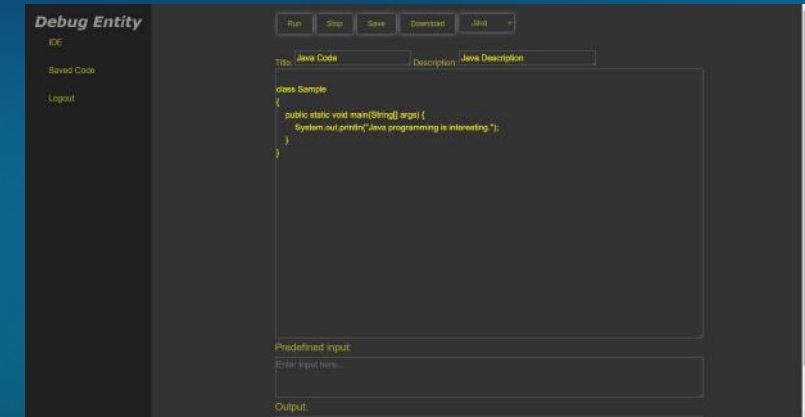 Debug Entity
IDE
Saved Code
Logout
Run Stop Save Download Java
Title: Java Code Description: Java Description
class Sample
{
public static void main(String[] args) {
System.out.println("Java programming is interesting.");
}
}
Predefined input:
Enter Input here...
Output: